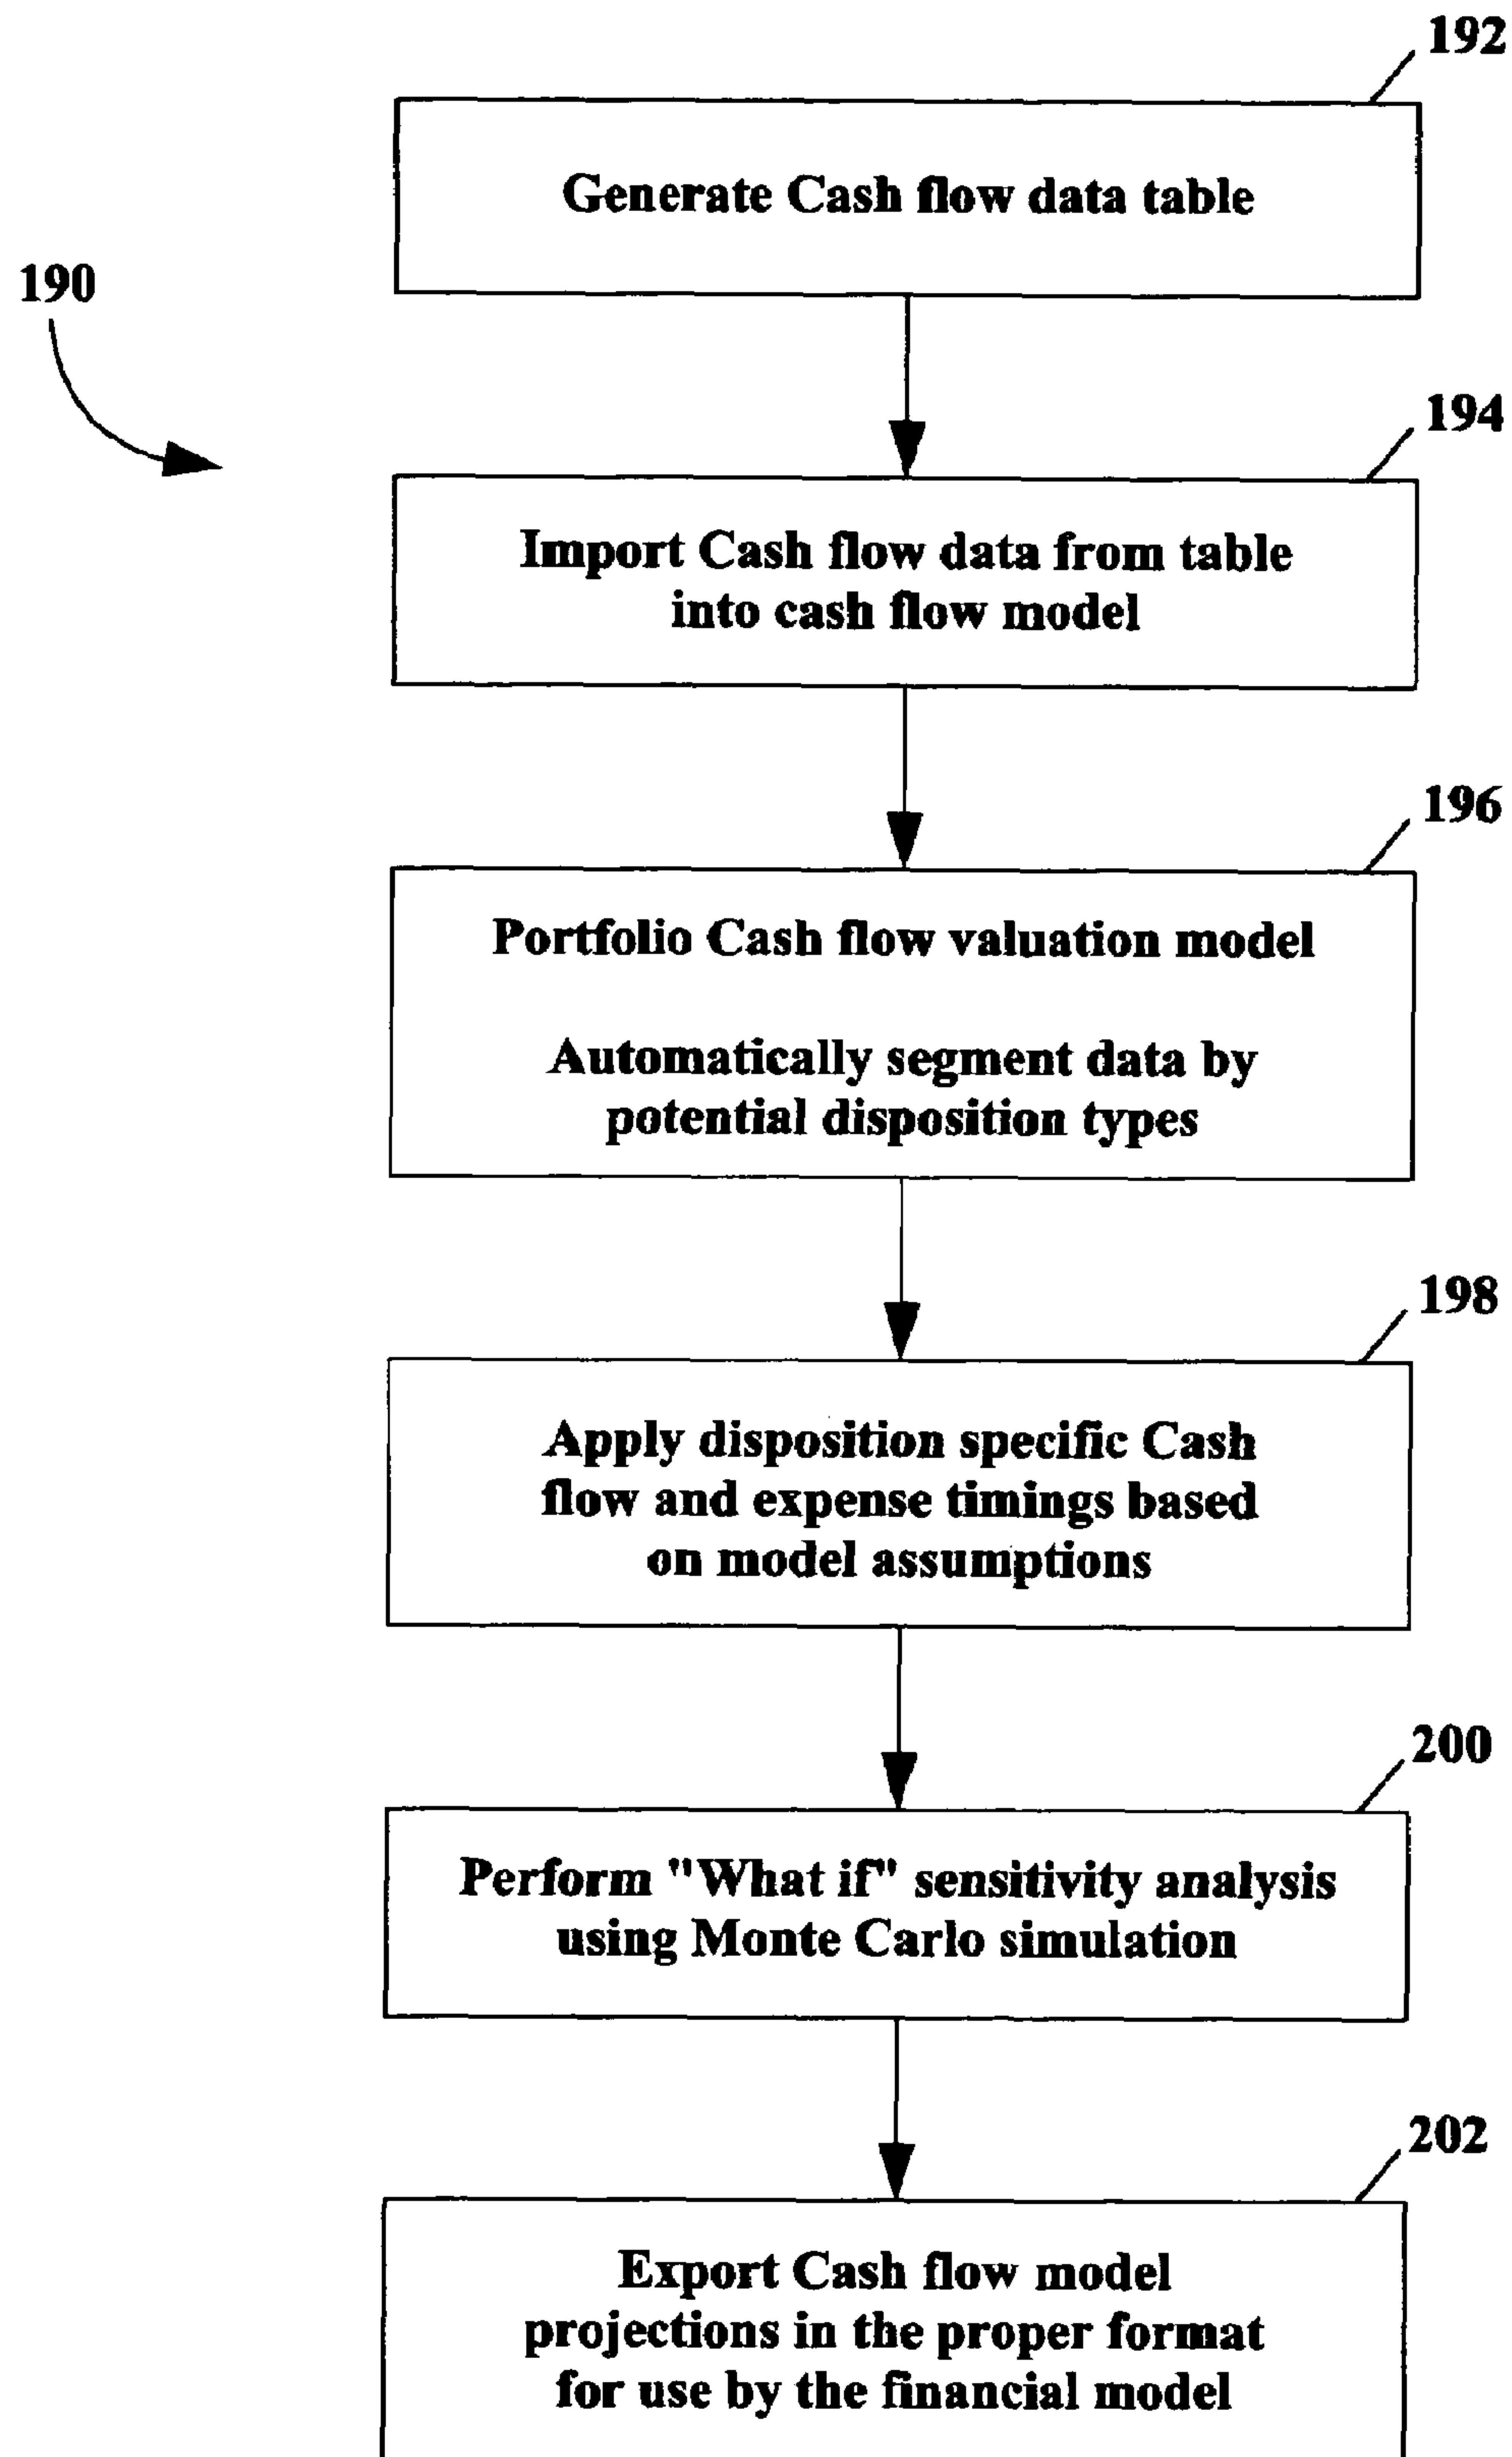 192
Generate Cash flow data table
190
194
Import Cash flow data from table
into cash flow model
196
Portfolio Cash flow valuation model
Automatically segment data by
potential disposition types
198
Apply disposition specific Cash
flow and expense timings based
on model assumptions
200
Perform "What if" sensitivity analysis
using Monte Carlo simulation
202
Export Cash flow model
projections in the proper format
for use by the financial model